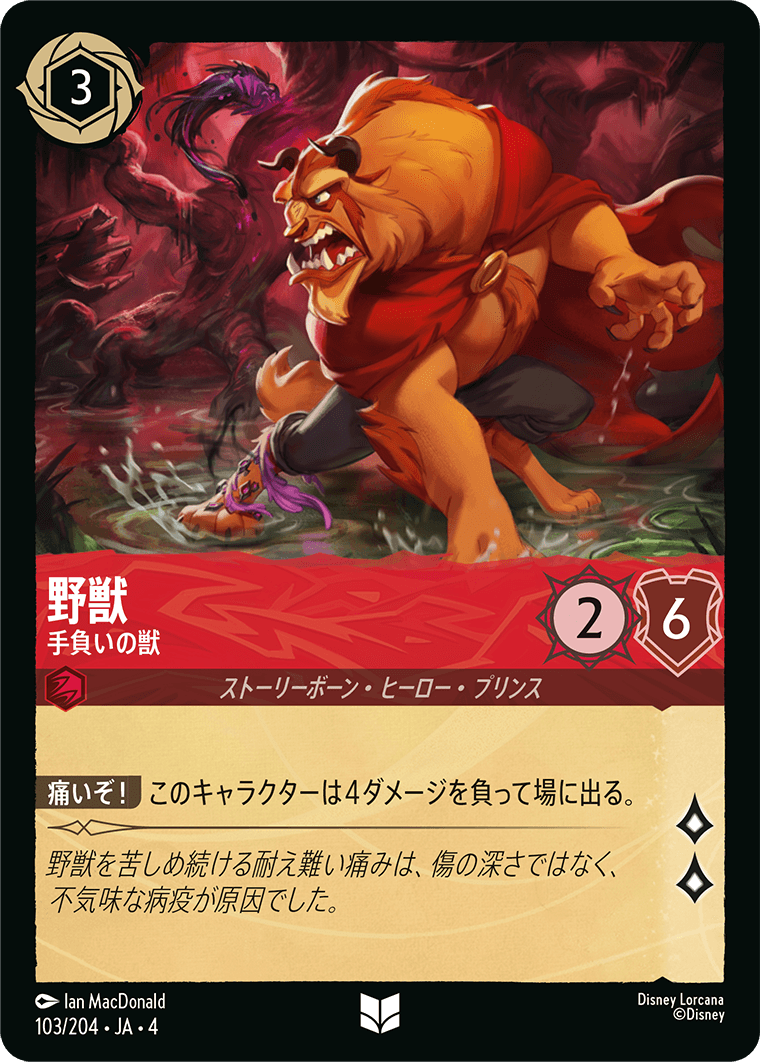 3
野獣
手負いの獣
2
6
ストーリーボーン・ヒーロー・プリンス
痛いぞ! このキャラクターは4ダメージを負って場に出る。
野獣を苦しめ続ける耐え難い痛みは、傷の深さではなく、
不気味な病疫が原因でした。
Ian MacDonald
103/204・JA・4
Disney Lorcana
©Disney